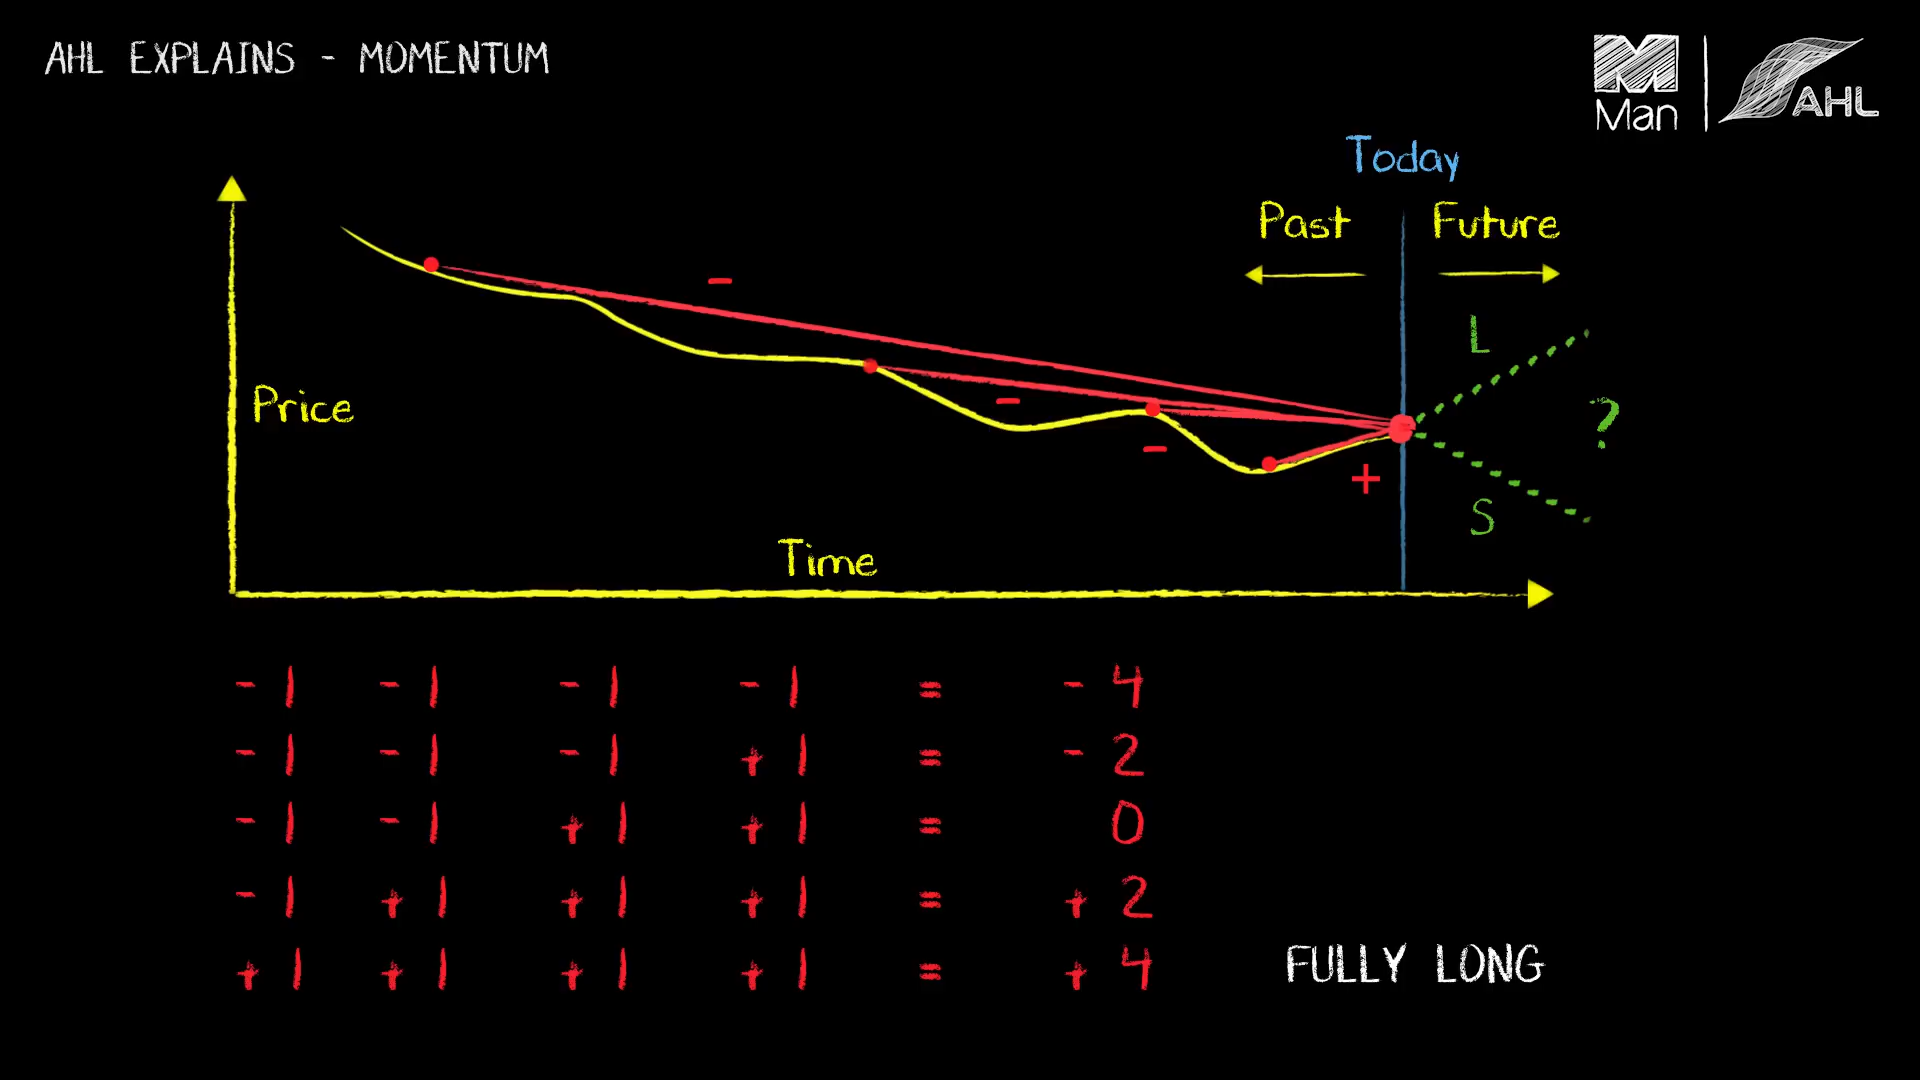 AHL EXPLAINS - MOMENTUM
Man | AHL
Today
Past Future
-
L
Price
-
?
-
+
S
Time
- 1 - 1 - 1 - 1 = - 4
- 1 - 1 - 1 + 1 = - 2
- 1 - 1 + 1 + 1 = 0
- 1 + 1 + 1 + 1 = + 2
+ 1 + 1 + 1 + 1 = + 4 FULLY LONG